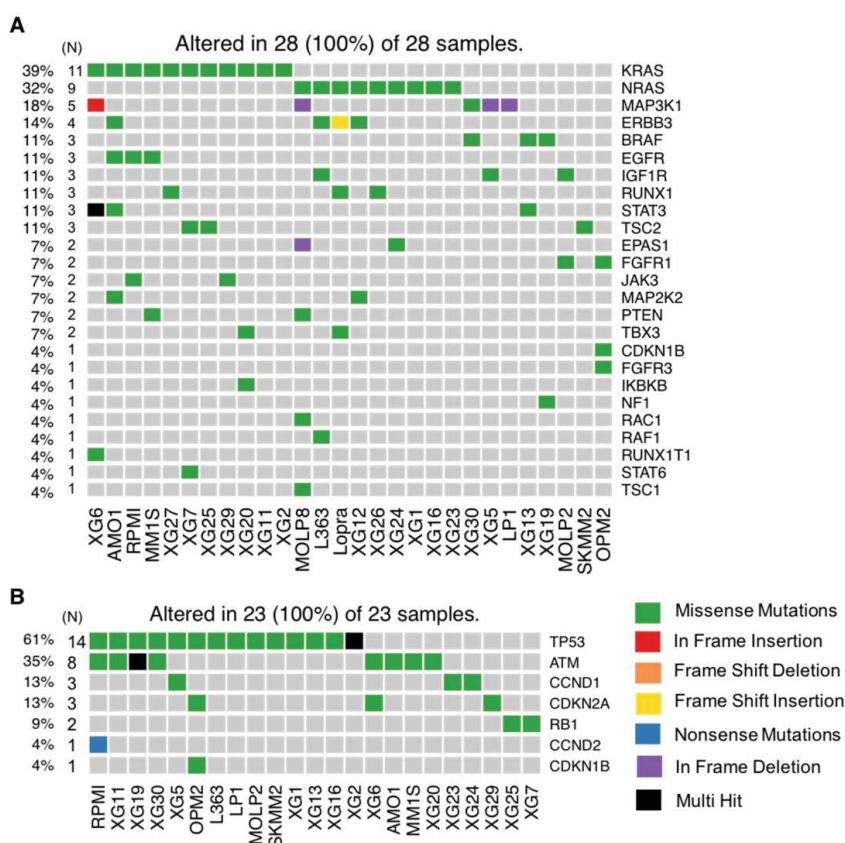 A
(N) Altered in 28 (100%) of 28 samples.
39% 11 KRAS
32% 9 NRAS
18% 5 MAP3K1
14% 4 ERBB3
11% 3 BRAF
11% 3 EGFR
11% 3 IGF1R
11% 3 RUNX1
11% 3 STAT3
11% 3 TSC2
7% 2 EPAS1
7% 2 FGFR1
7% 2 JAK3
7% 2 MAP2K2
7% 2 PTEN
7% 2 TBX3
4% 1 CDKN1B
4% 1 FGFR3
4% 1 IKBKB
4% 1 NF1
4% 1 RAC1
4% 1 RAF1
4% 1 RUNX1T1
4% 1 STAT6
4% 1 TSC1
XG6 AMO1 RPMI MM1S XG27 XG7 XG25 XG29 XG20 XG11 XG2 MOLP8 L363 Lopra XG12 XG26 XG24 XG1 XG16 XG23 XG30 XG5 LP1 XG13 XG19 MOLP2 SKMM2 OPM2
B
(N) Altered in 23 (100%) of 23 samples.
61% 14 TP53
35% 8 ATM
13% 3 CCND1
13% 3 CDKN2A
9% 2 RB1
4% 1 CCND2
4% 1 CDKN1B
RPMI XG11 XG19 XG30 XG5 OPM2 L363 LP1 MOLP2 SKMM2 XG1 XG13 XG16 XG2 XG6 AMO1 MM1S XG20 XG23 XG24 XG29 XG25 XG7
Missense Mutations
In Frame Insertion
Frame Shift Deletion
Frame Shift Insertion
Nonsense Mutations
In Frame Deletion
Multi Hit